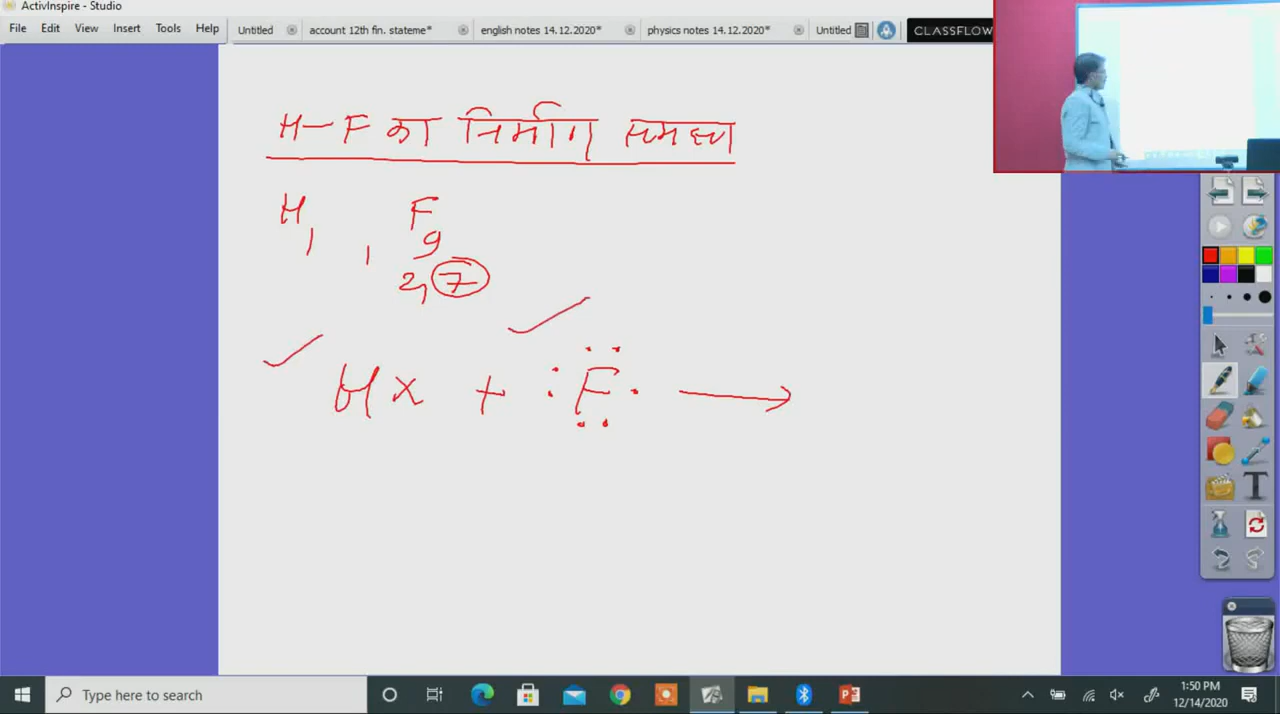 ActivInspire - Studio
File Edit View Insert Tools Help Untitled account 12th fin. stateme* english notes 14.12.2020* physics notes 14.12.2020* Untitled CLASSFLOW
H-F का निर्माण समझा
H F
1 , 9
2, 7
H x + : F . →
T
Type here to search
1:50 PM
12/14/2020